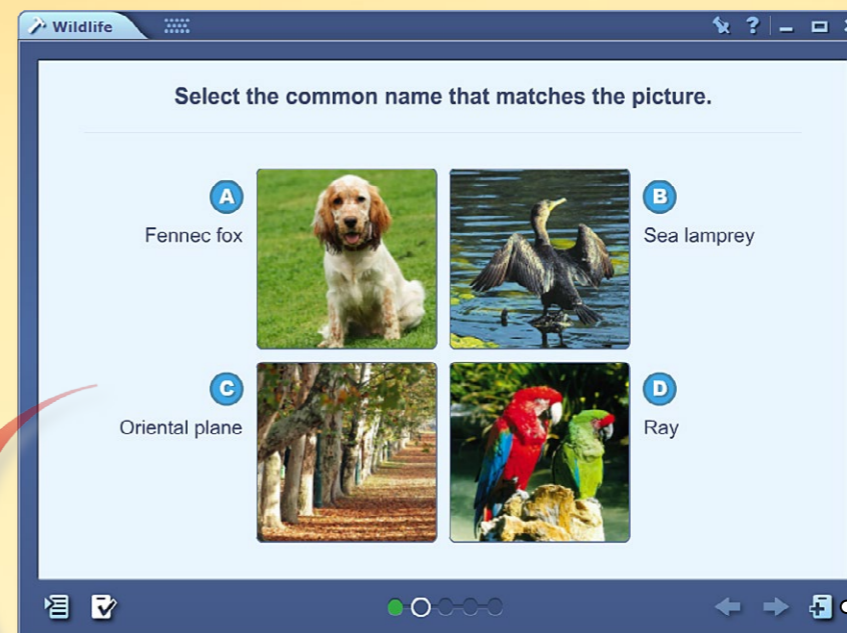 Wildlife
Select the common name that matches the picture.
A
Fennec fox
B
Sea lamprey
C
Oriental plane
D
Ray